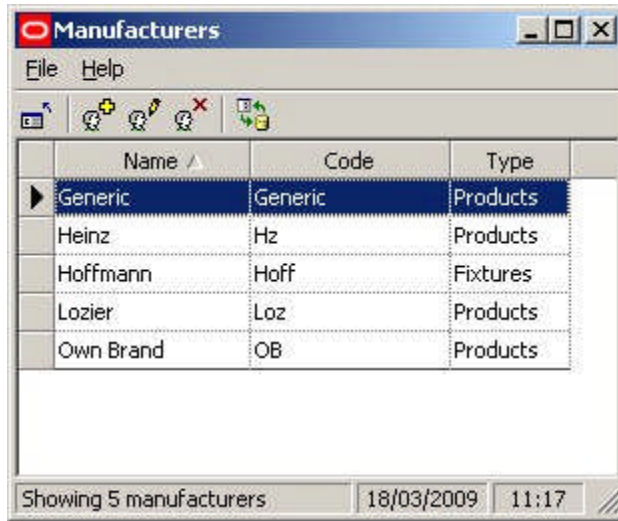 Manufacturers
File Help
Name Code Type
Generic Generic Products
Heinz Hz Products
Hoffmann Hoff Fixtures
Lozier Loz Products
Own Brand OB Products
Showing 5 manufacturers 18/03/2009 11:17